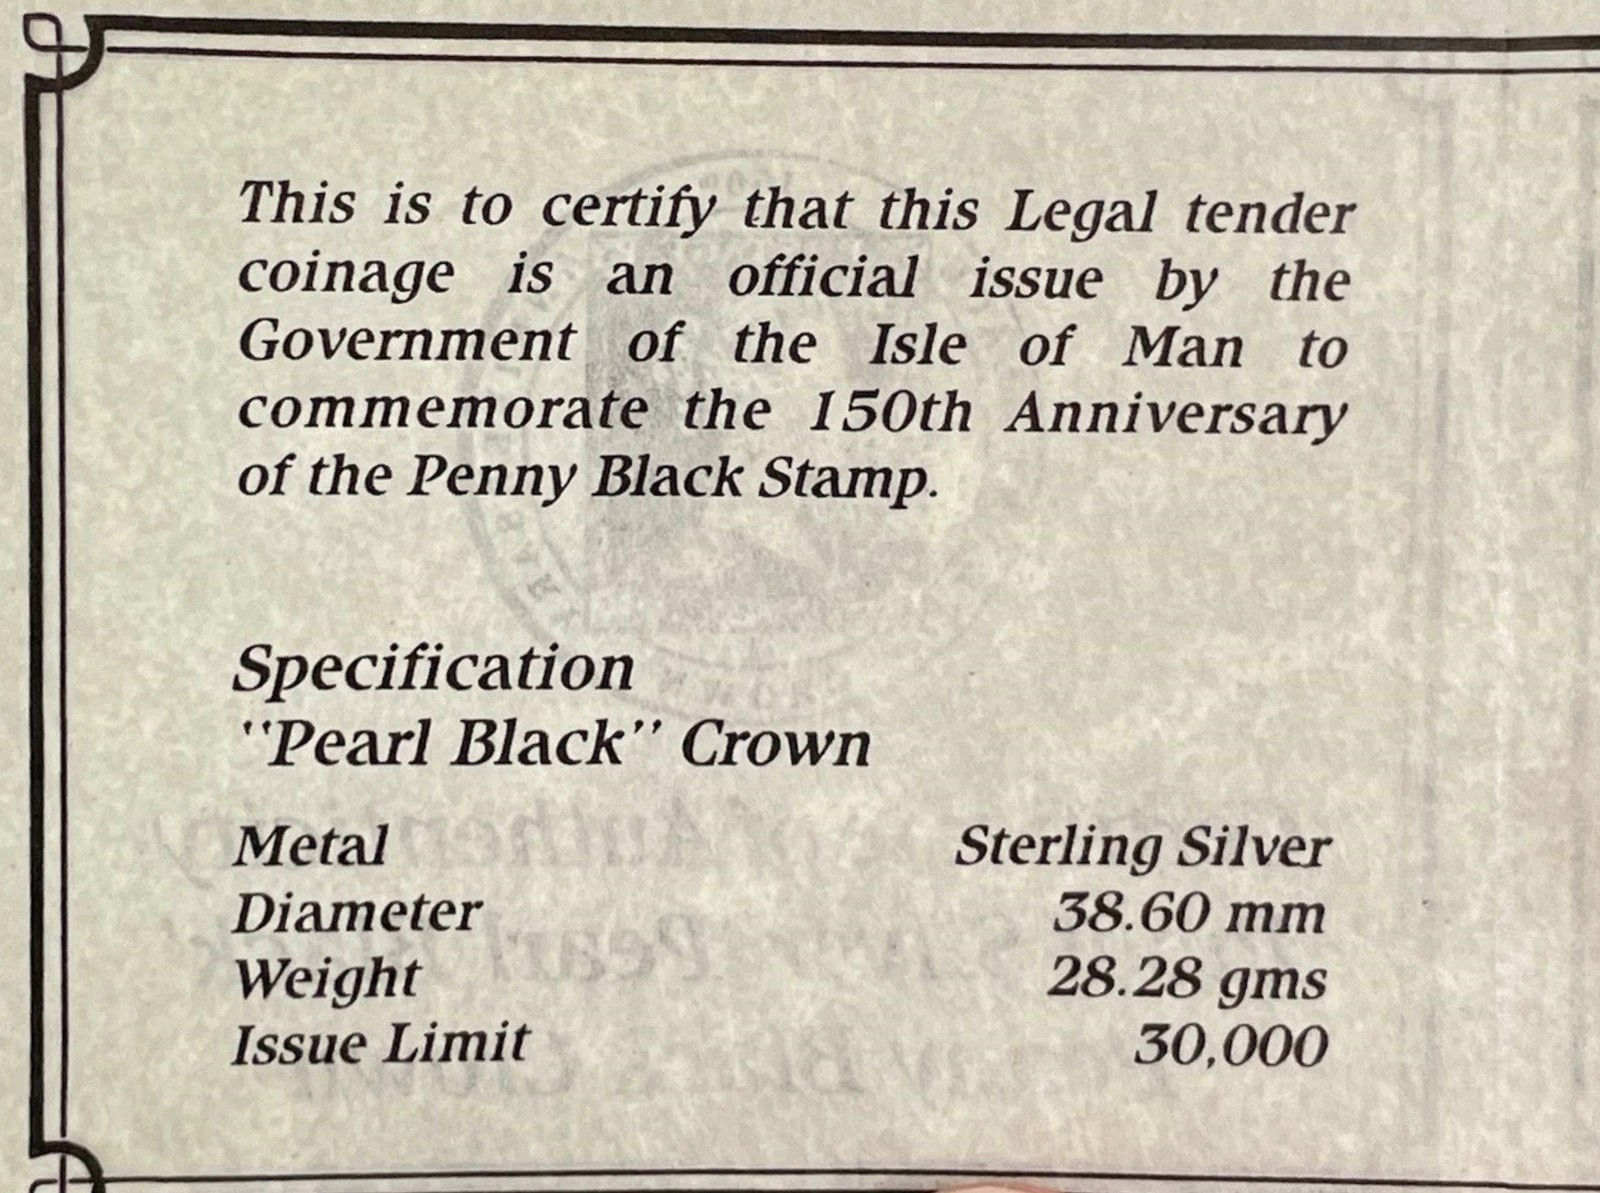 This is to certify that this Legal tender
coinage is an official issue by the
Government of the Isle of Man to
commemorate the 150th Anniversary
of the Penny Black Stamp.
Specification
"Pearl Black" Crown
Metal Sterling Silver
Diameter 38.60 mm
Weight 28.28 gms
Issue Limit 30,000